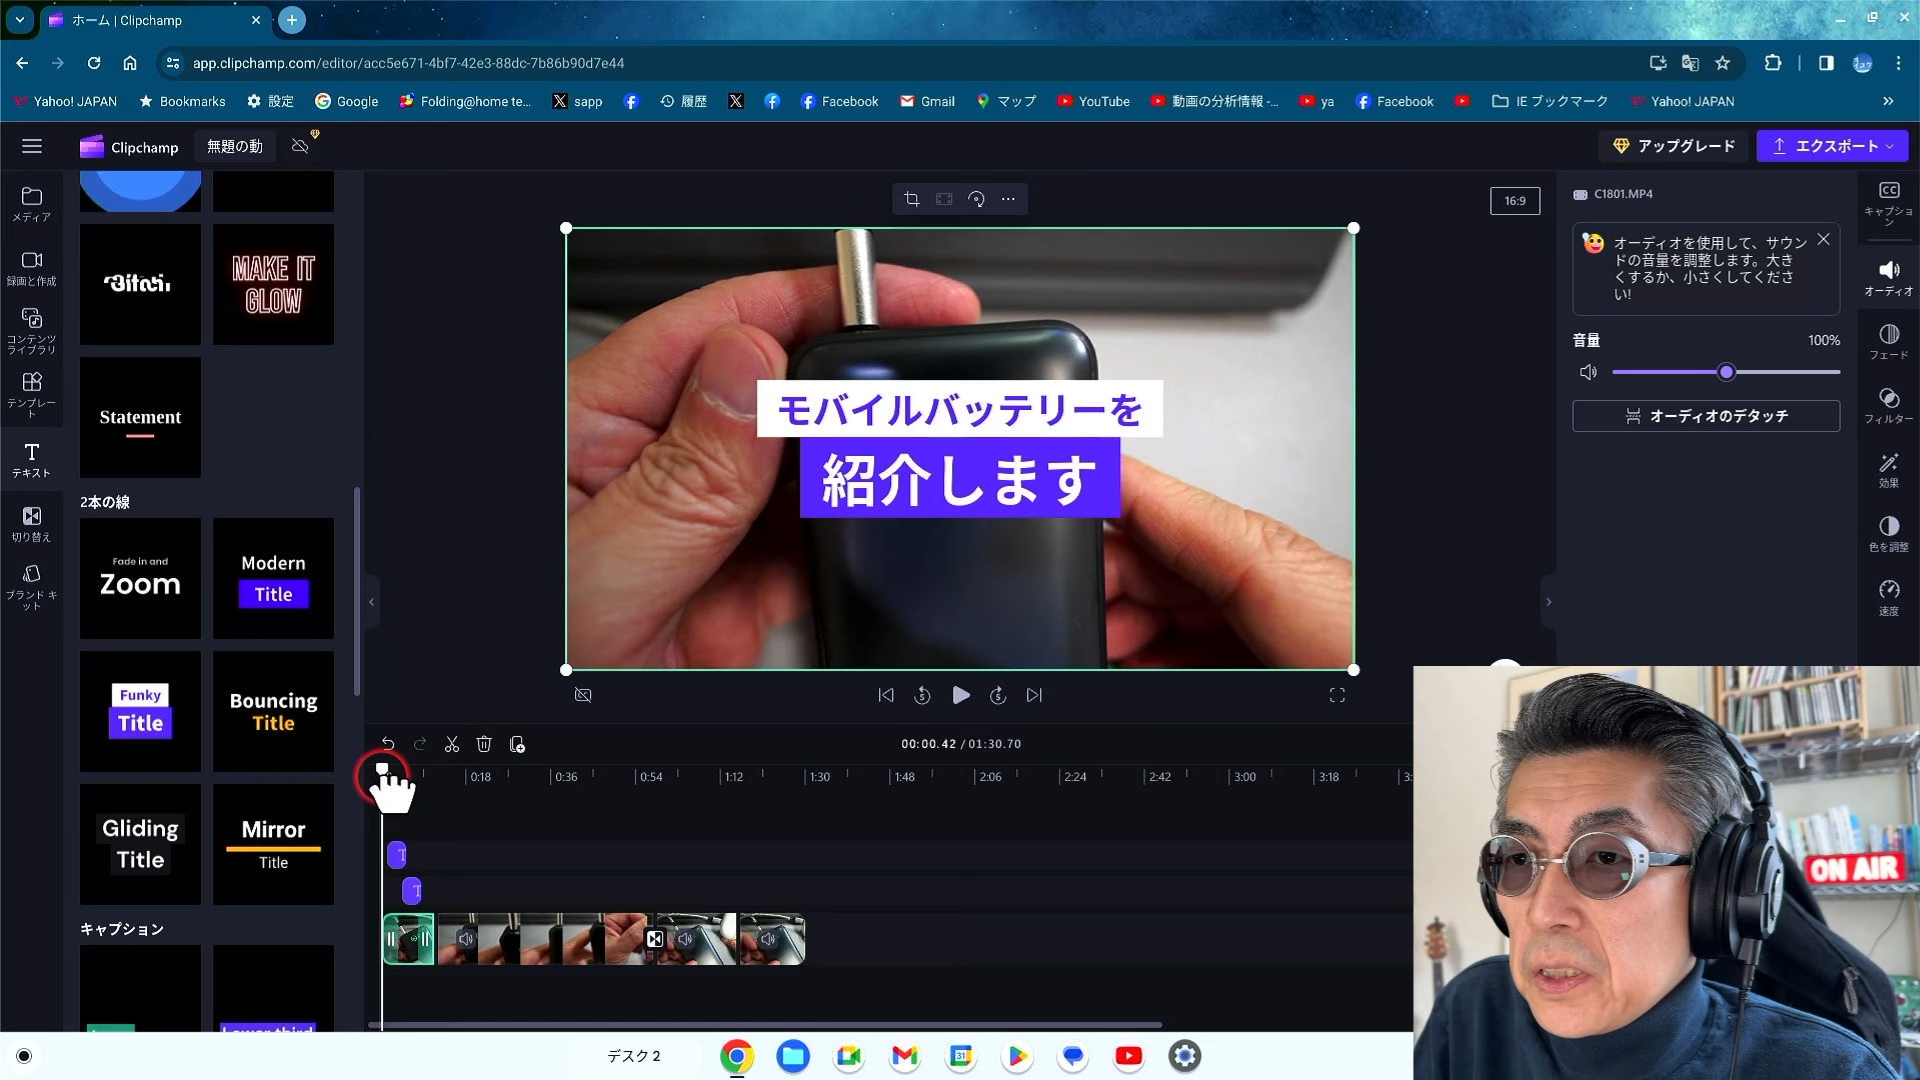 ホーム | Clipchamp
app.clipchamp.com/editor/acc5e671-4bf7-42e3-88dc-7b86b90d7e44
Yahoo! JAPAN
Bookmarks
設定
Google
Folding@home te...
sapp
履歴
Facebook
Gmail
マップ
YouTube
動画の分析情報 -...
ya
Facebook
IE ブックマーク
Yahoo! JAPAN
Clipchamp
無題の動
アップグレード
エクスポート
メディア
録画と作成
コンテンツ
ライブラリ
テンプレー
ト
テキスト
切り替え
ブランド キ
ット
MAKE IT
GLOW
Statement
2本の線
Fade in and
Zoom
Modern
Title
Funky
Title
Bouncing
Title
Gliding
Title
Mirror
Title
キャプション
Lower third
16:9
モバイルバッテリーを
紹介します
C1801.MP4
オーディオを使用して、サウン
ドの音量を調整します。大き
くするか、小さくしてくださ
い!
音量
100%
オーディオのデタッチ
CC
キャプショ
ン
オーディオ
フェード
フィルター
効果
色を調整
速度
00:00.42 / 01:30.70
0:18
0:36
0:54
1:12
1:30
1:48
2:06
2:24
2:42
3:00
3:18
T
T
ON AIR
デスク 2
31